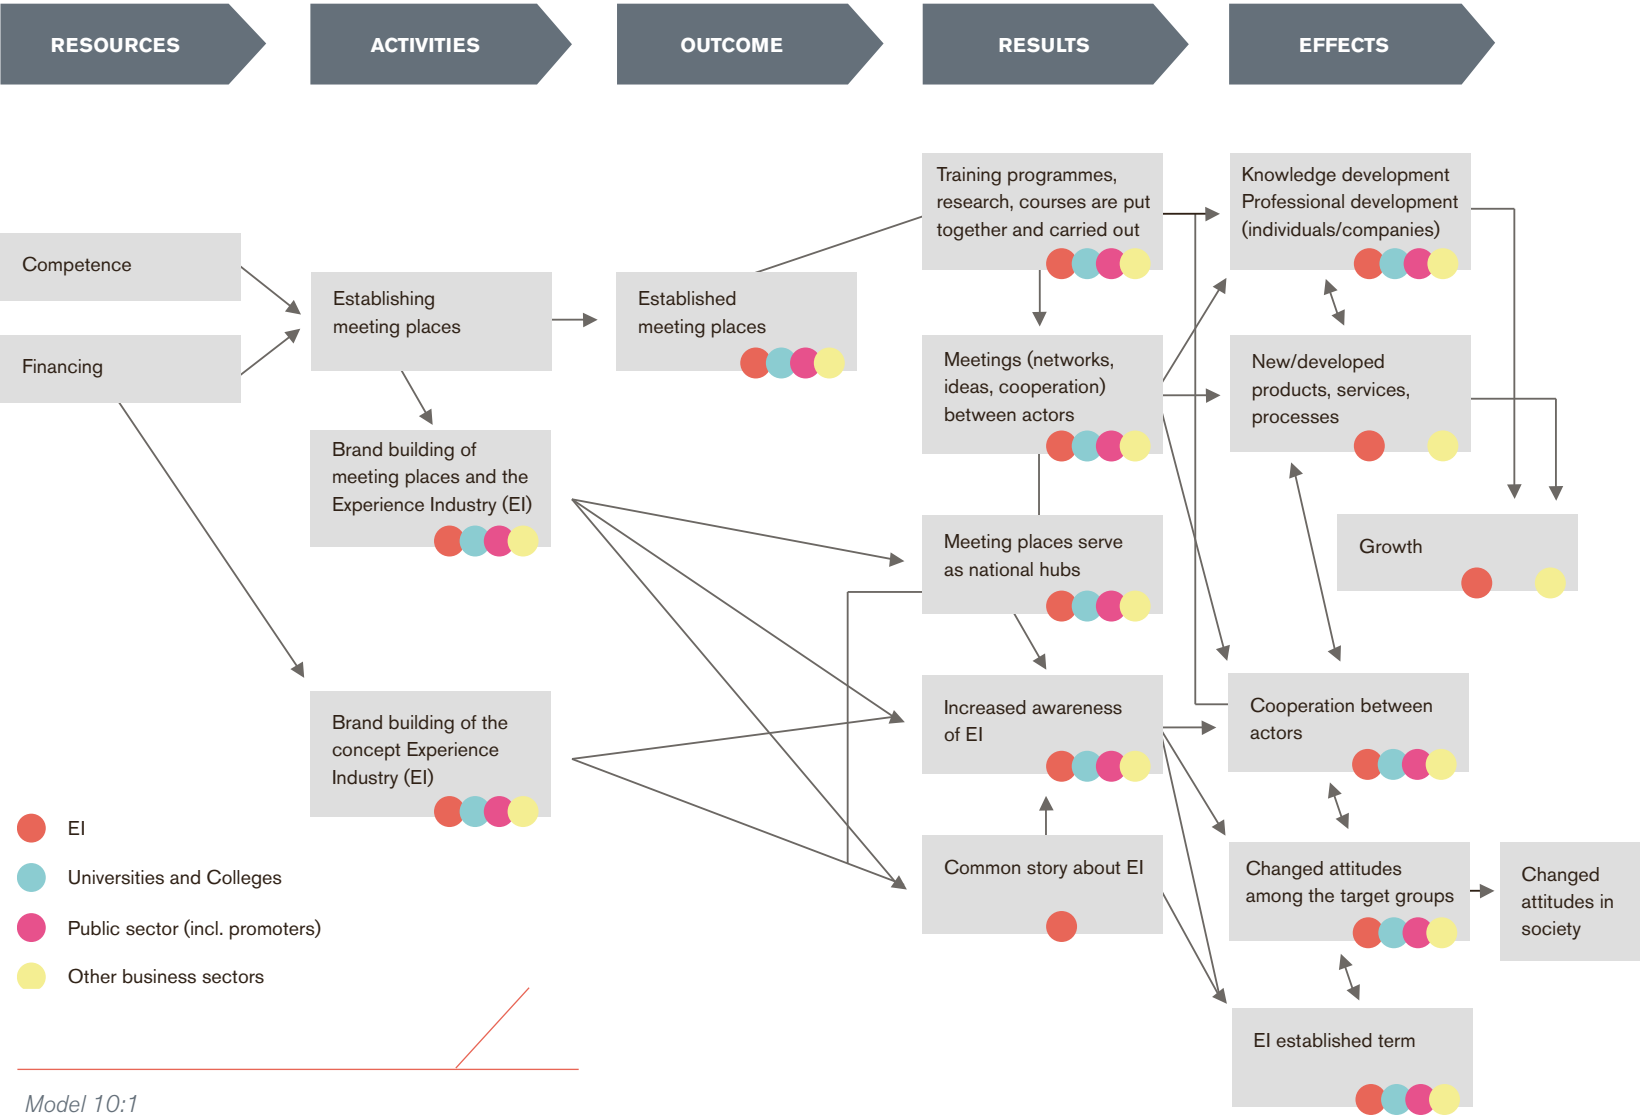 RESOURCES
ACTIVITIES
OUTCOME
RESULTS
EFFECTS
Competence
Financing
Establishing
meeting places
Brand building of
meeting places and the
Experience Industry (EI)
Brand building of the
concept Experience
Industry (EI)
Established
meeting places
Training programmes,
research, courses are put
together and carried out
Meetings (networks,
ideas, cooperation)
between actors
Meeting places serve
as national hubs
Increased awareness
of EI
Common story about EI
Knowledge development
Professional development
(individuals/companies)
New/developed
products, services,
processes
Growth
Cooperation between
actors
Changed attitudes
among the target groups
Changed
attitudes in
society
EI established term
EI
Universities and Colleges
Public sector (incl. promoters)
Other business sectors
Model 10:1